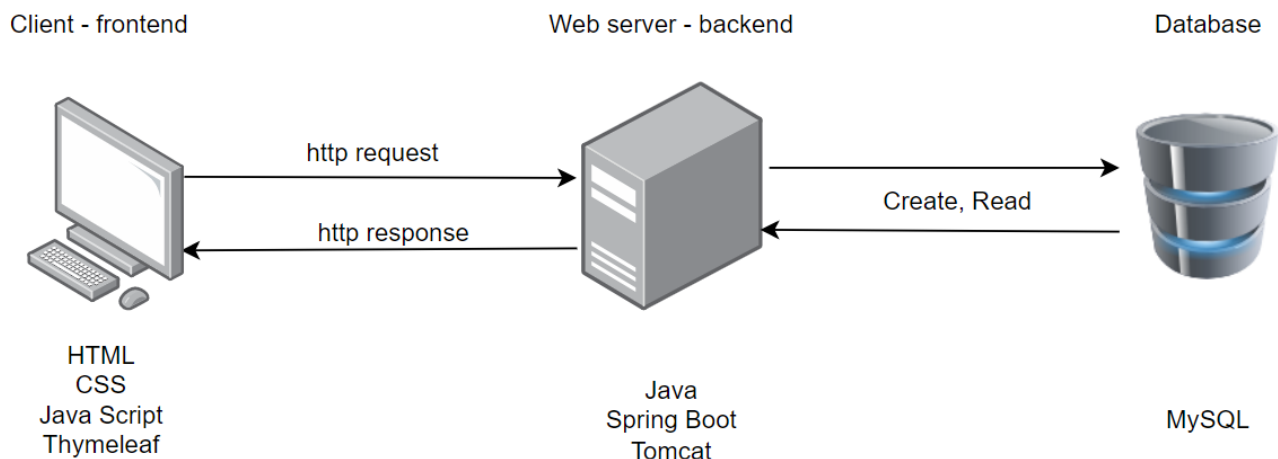 Client - frontend
Web server - backend
Database
http request
http response
Create, Read
HTML
CSS
Java Script
Thymeleaf
Java
Spring Boot
Tomcat
MySQL